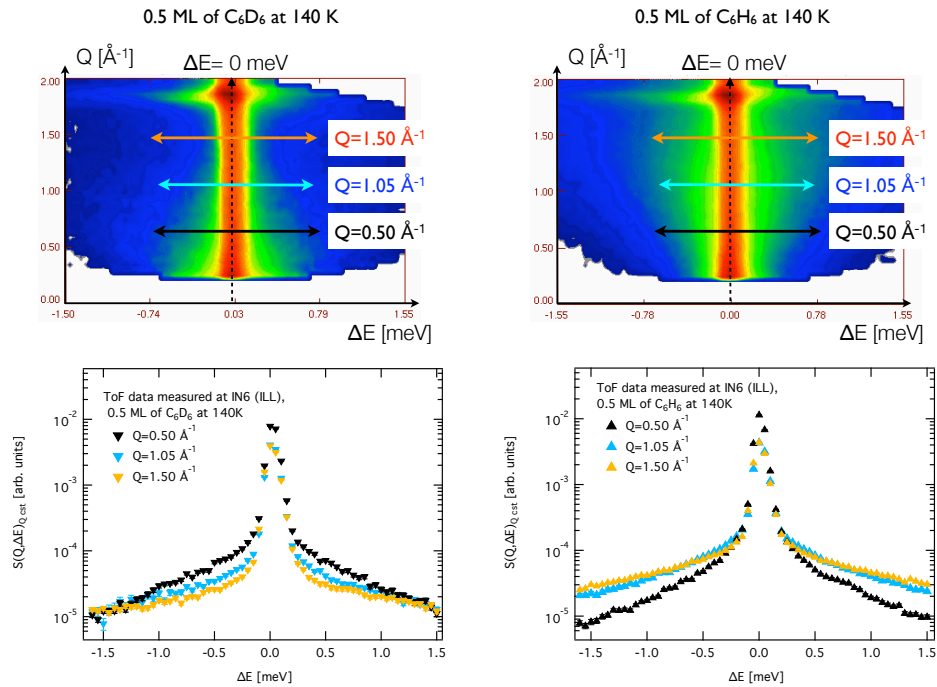 0.5 ML of C₆D₆ at 140 K
Q [Å⁻¹]
ΔE= 0 meV
2.00
1.50
1.00
0.50
0.00
Q=1.50 Å⁻¹
Q=1.05 Å⁻¹
Q=0.50 Å⁻¹
-1.50
-0.74
0.03
0.79
1.55
ΔE [meV]
0.5 ML of C₆H₆ at 140 K
Q [Å⁻¹]
ΔE= 0 meV
2.00
1.50
1.00
0.50
0.00
Q=1.50 Å⁻¹
Q=1.05 Å⁻¹
Q=0.50 Å⁻¹
-1.55
-0.78
0.00
0.78
1.55
ΔE [meV]
ToF data measured at IN6 (ILL),
0.5 ML of C₆D₆ at 140K
Q=0.50 Å⁻¹
Q=1.05 Å⁻¹
Q=1.50 Å⁻¹
S(Q,ΔE)Q cst [arb. units]
10⁻²
10⁻³
10⁻⁴
10⁻⁵
-1.5
-1.0
-0.5
0.0
0.5
1.0
1.5
ΔE [meV]
ToF data measured at IN6 (ILL),
0.5 ML of C₆H₆ at 140K
Q=0.50 Å⁻¹
Q=1.05 Å⁻¹
Q=1.50 Å⁻¹
S(Q,ΔE)Q cst [arb. units]
10⁻²
10⁻³
10⁻⁴
10⁻⁵
-1.5
-1.0
-0.5
0.0
0.5
1.0
1.5
ΔE [meV]